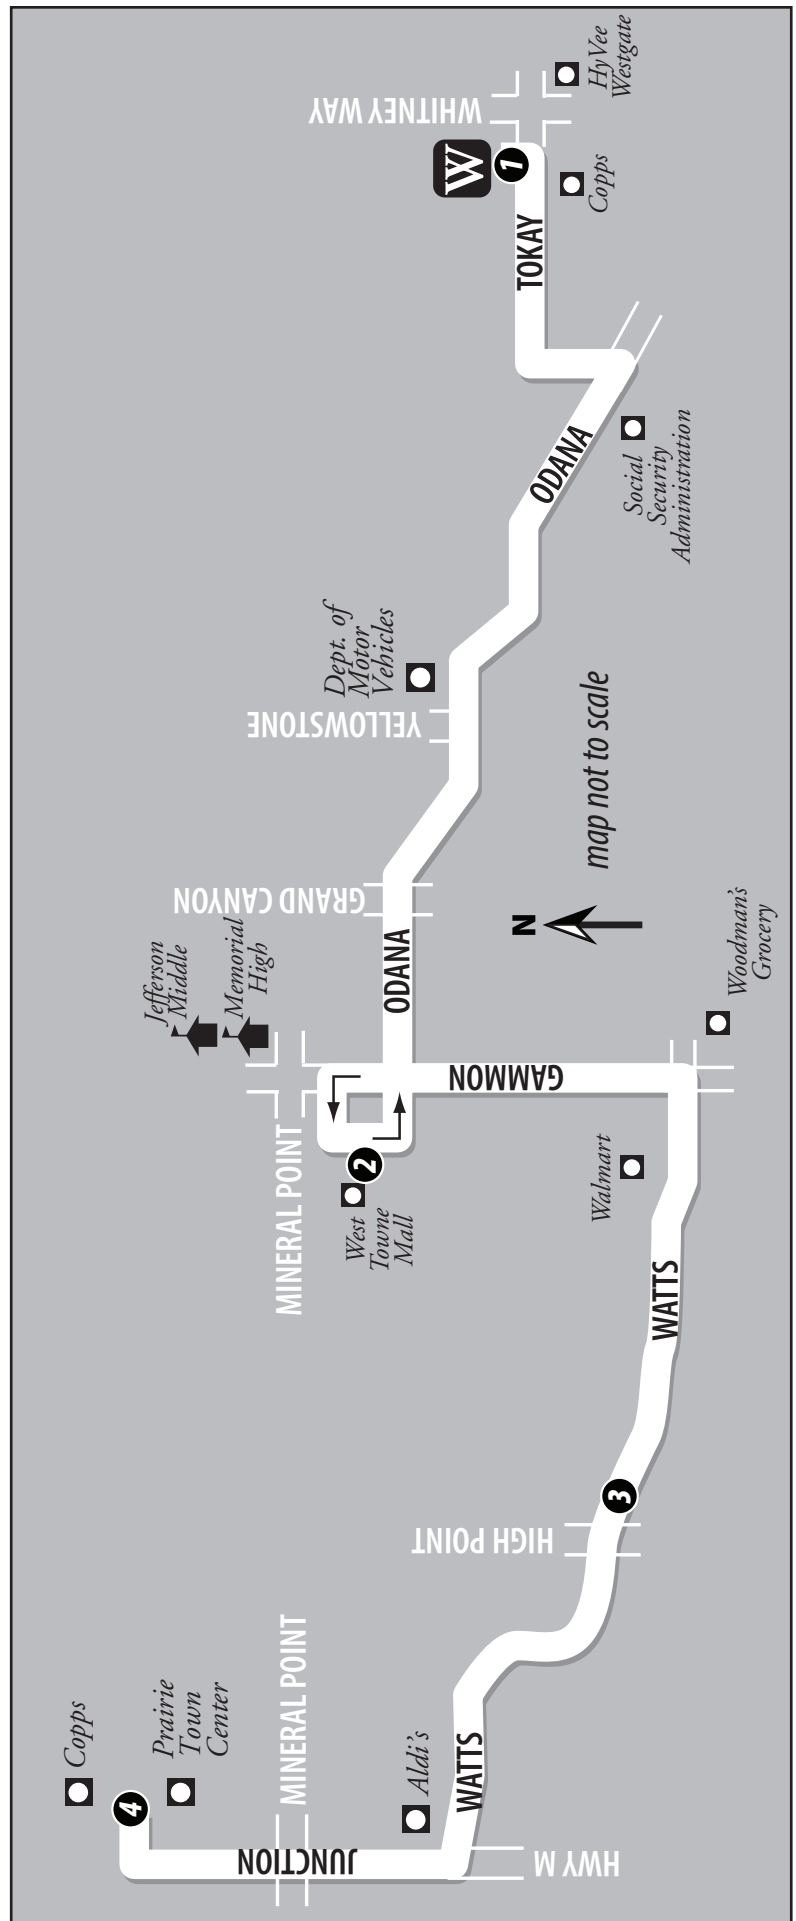 Copps
Prairie
Town
Center
4
JUNCTION
MINERAL POINT
Aldi's
WATTS
HWY M
HIGH POINT
3
WATTS
Walmart
Woodman's
Grocery
GAMMON
West
Towne
Mall
2
MINERAL POINT
Jefferson
Middle
Memorial
High
GRAND CANYON
ODANA
N
map not to scale
YELLOWSTONE
Dept. of
Motor
Vehicles
ODANA
Social
Security
Administration
TOKAY
W
1
WHITNEY WAY
Copps
HyVee
Westgate